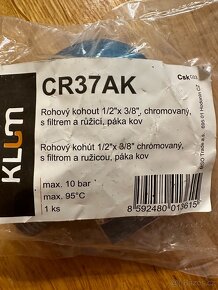 KLUM
CR37AK
Rohový kohout 1/2"x 3/8", chromovaný,
s filtrem a růžicí, páka kov
Rohový kohút 1/2"x 3/8" chrómovaný,
s filtrom a ružicou, páka kov
max. 10 bar
max. 95°C
1 ks
8 592480 013615